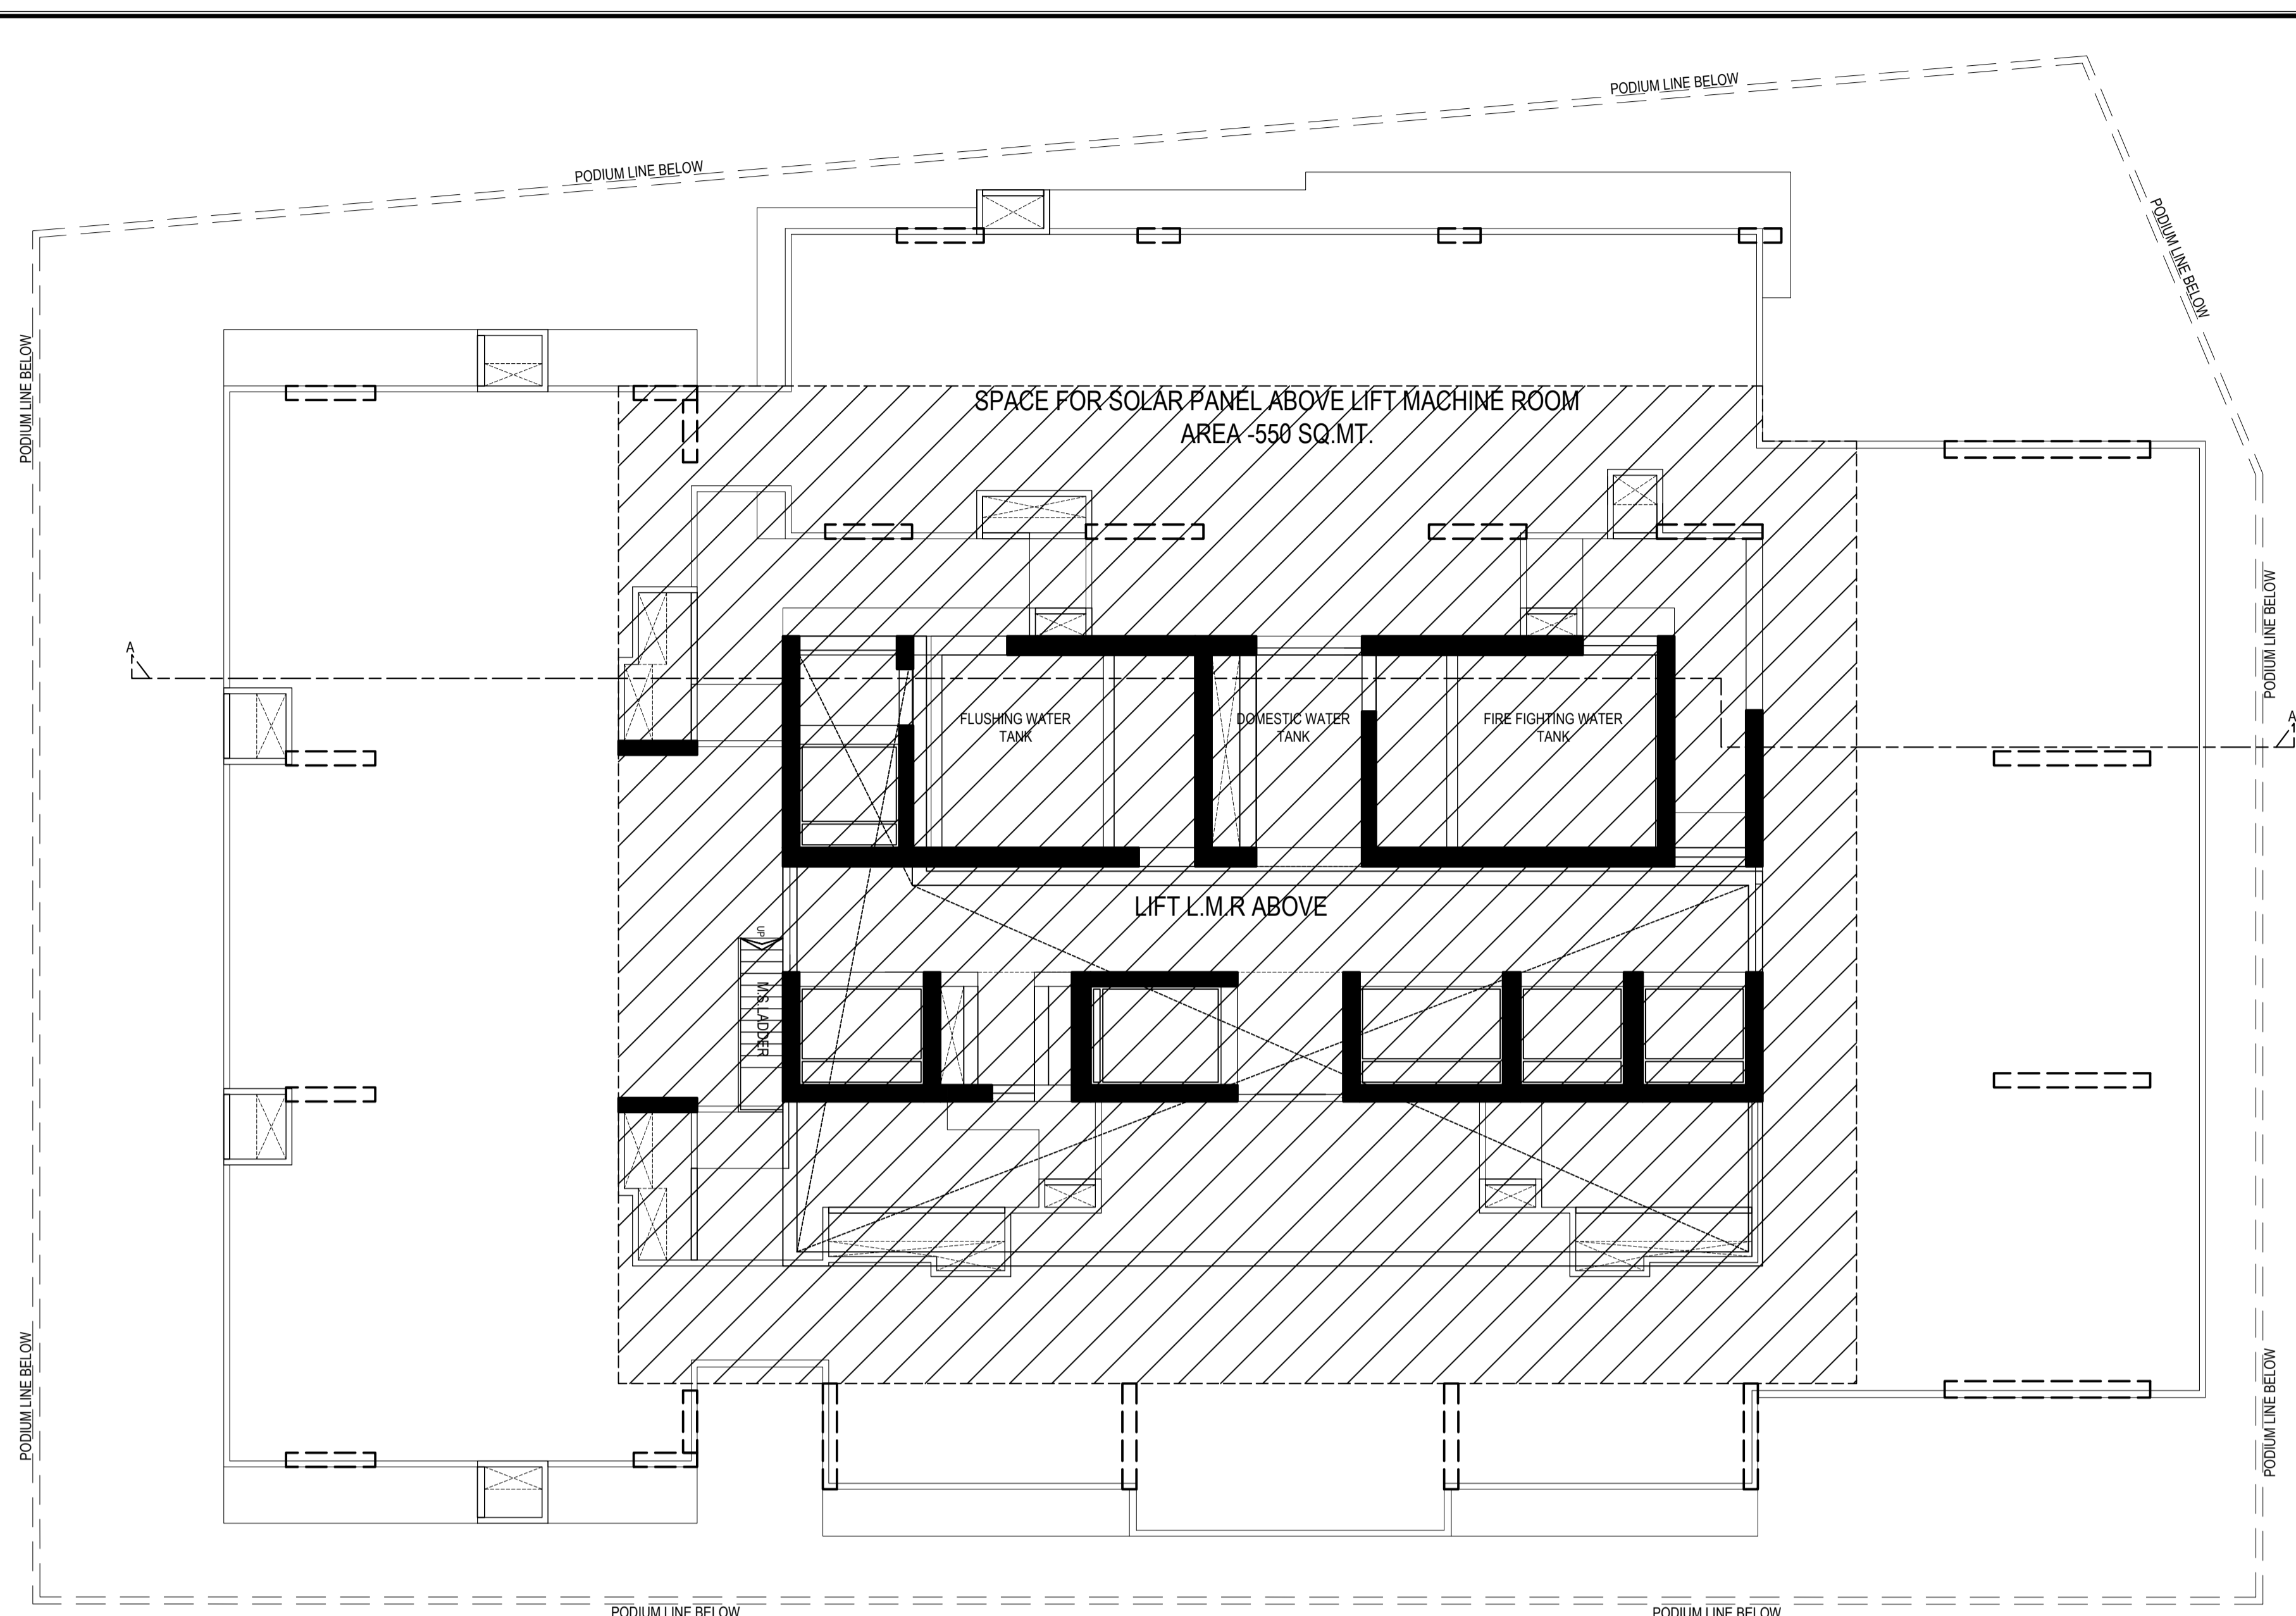 PODIUM LINE BELOW
PODIUM LINE BELOW
PODIUM LINE BELOW
PODIUM LINE BELOW
SPACE FOR SOLAR PANEL ABOVE LIFT MACHINE ROOM
AREA -550 SQ.MT.
PODIUM LINE BELOW
A
A
FLUSHING WATER
TANK
DOMESTIC WATER
TANK
FIRE FIGHTING WATER
TANK
LIFT L.M.R ABOVE
UP
M.S.LADDER
PODIUM LINE BELOW
PODIUM LINE BELOW
PODIUM LINE BELOW
PODIUM LINE BELOW